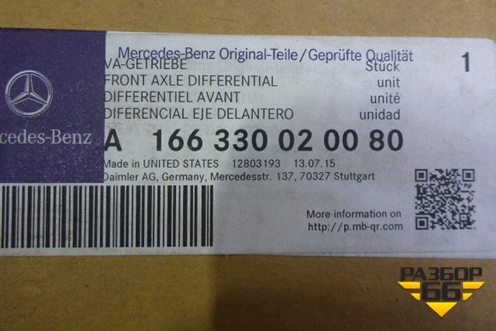 Mercedes-Benz Original-Teile/Geprüfte Qualität
VA-GETRIEBE Stück 1
FRONT AXLE DIFFERENTIAL unit
DIFFERENTIEL AVANT unité
DIFERENCIAL EJE DELANTERO unidad
cedes-Benz
A 166 330 02 00 80
Made in UNITED STATES 12803193 13.07.15
Daimler AG, Germany, Mercedesstr. 137, 70327 Stuttgart
More information on
http://p.mb-qr.com
РАЗБОР
66